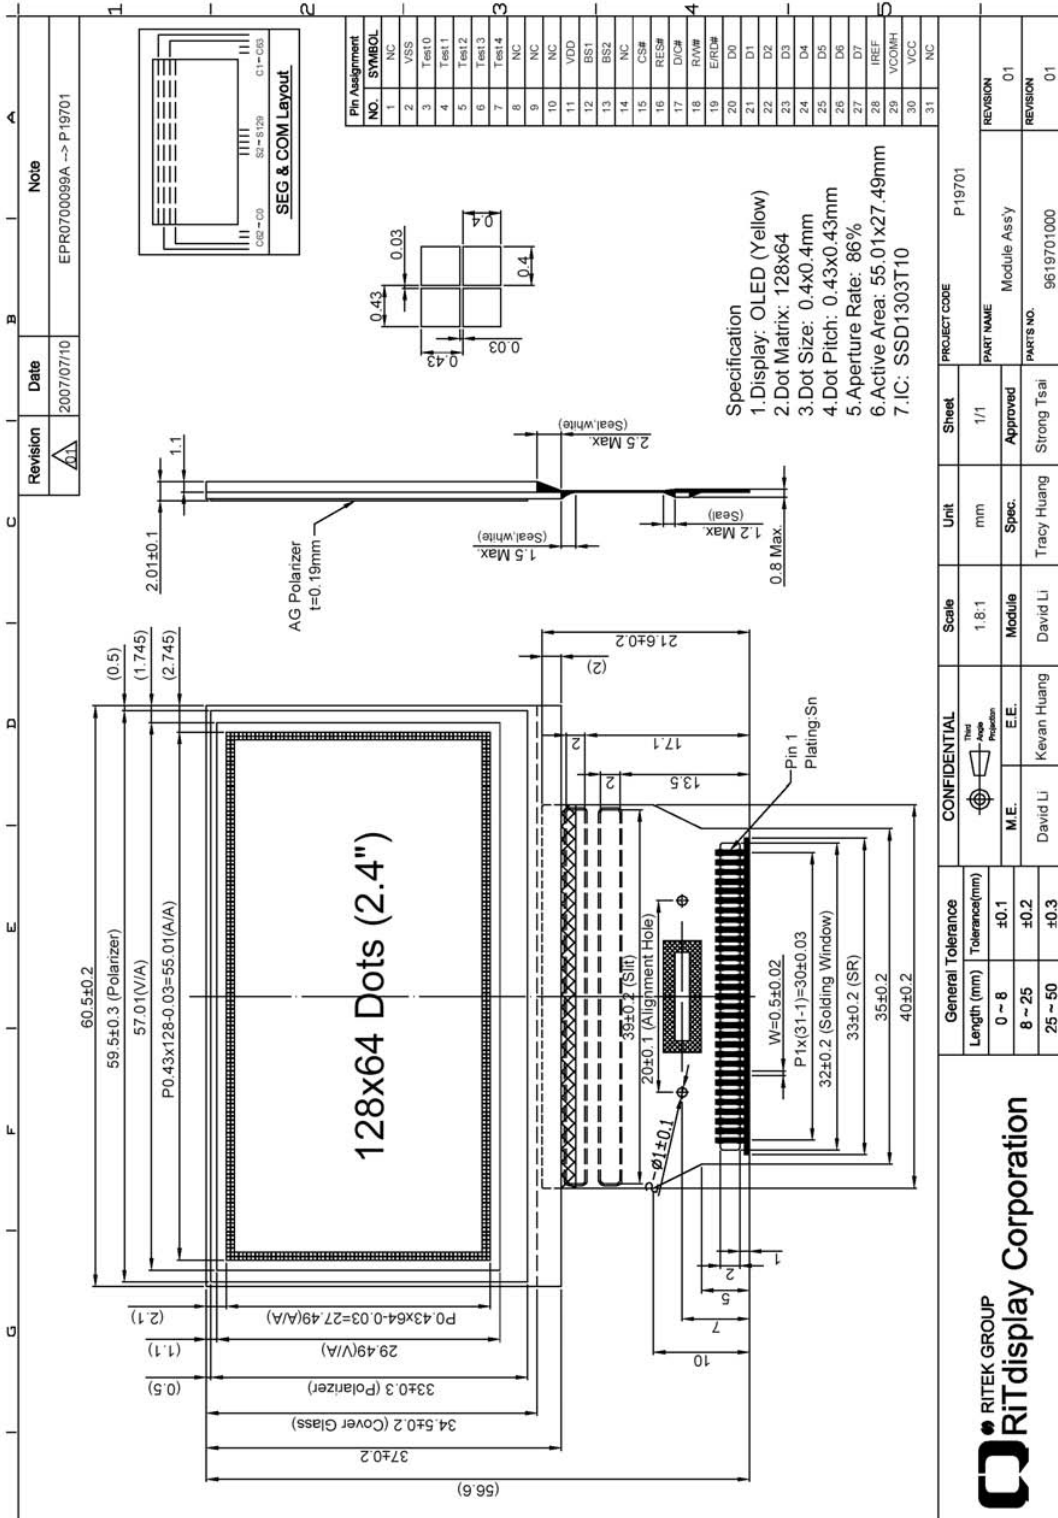 1
2
3
4
5
A
B
C
D
E
F
G
Revision
Date
Note
01
2007/07/10
EPR0700099A --> P19701
C62 ~ C0
S2 ~ S129
C1 ~ C63
SEG & COM Layout
Pin Assignment
NO. SYMBOL
1 NC
2 VSS
3 Test0
4 Test1
5 Test2
6 Test3
7 Test4
8 NC
9 NC
10 NC
11 VDD
12 BS1
13 BS2
14 NC
15 CS#
16 RES#
17 D/C#
18 R/W#
19 E/RD#
20 D0
21 D1
22 D2
23 D3
24 D4
25 D5
26 D6
27 D7
28 IREF
29 VCOMH
30 VCC
31 NC
0.43
0.03
0.4
0.4
0.43
0.03
Specification
1.Display: OLED (Yellow)
2.Dot Matrix: 128x64
3.Dot Size: 0.4x0.4mm
4.Dot Pitch: 0.43x0.43mm
5.Aperture Rate: 86%
6.Active Area: 55.01x27.49mm
7.IC: SSD1303T10
2.01±0.1
1.1
AG Polarizer
t=0.19mm
2.5 Max.
(Seal,white)
1.5 Max.
(Seal,white)
1.2 Max.
(Seal)
0.8 Max.
60.5±0.2
59.5±0.3 (Polarizer)
57.01(V/A)
P0.43x128-0.03=55.01(A/A)
(0.5)
(1.745)
(2.745)
128x64 Dots (2.4")
(2.1)
(1.1)
(0.5)
P0.43x64-0.03=27.49(A/A)
29.49(V/A)
33±0.3 (Polarizer)
34.5±0.2 (Cover Glass)
37±0.2
(56.6)
21.6±0.2
(2)
2
17.1
2
13.5
Pin 1
Plating:Sn
39±0.2 (Slit)
20±0.1 (Alignment Hole)
2-Ø1±0.1
W=0.5±0.02
P1x(31-1)=30±0.03
32±0.2 (Solding Window)
33±0.2 (SR)
35±0.2
40±0.2
1
2
5
7
10
RITEK GROUP
RiTdisplay Corporation
General Tolerance
Length (mm) Tolerance(mm)
0 ~ 8 ±0.1
8 ~ 25 ±0.2
25 ~ 50 ±0.3
CONFIDENTIAL
Third
Angle
Projection
Scale
Unit
Sheet
1.8:1
mm
1/1
M.E.
E.E.
Module
Spec.
Approved
David Li
Kevan Huang
David Li
Tracy Huang
Strong Tsai
PROJECT CODE
P19701
PART NAME
Module Ass'y
REVISION
01
PARTS NO.
9619701000
REVISION
01